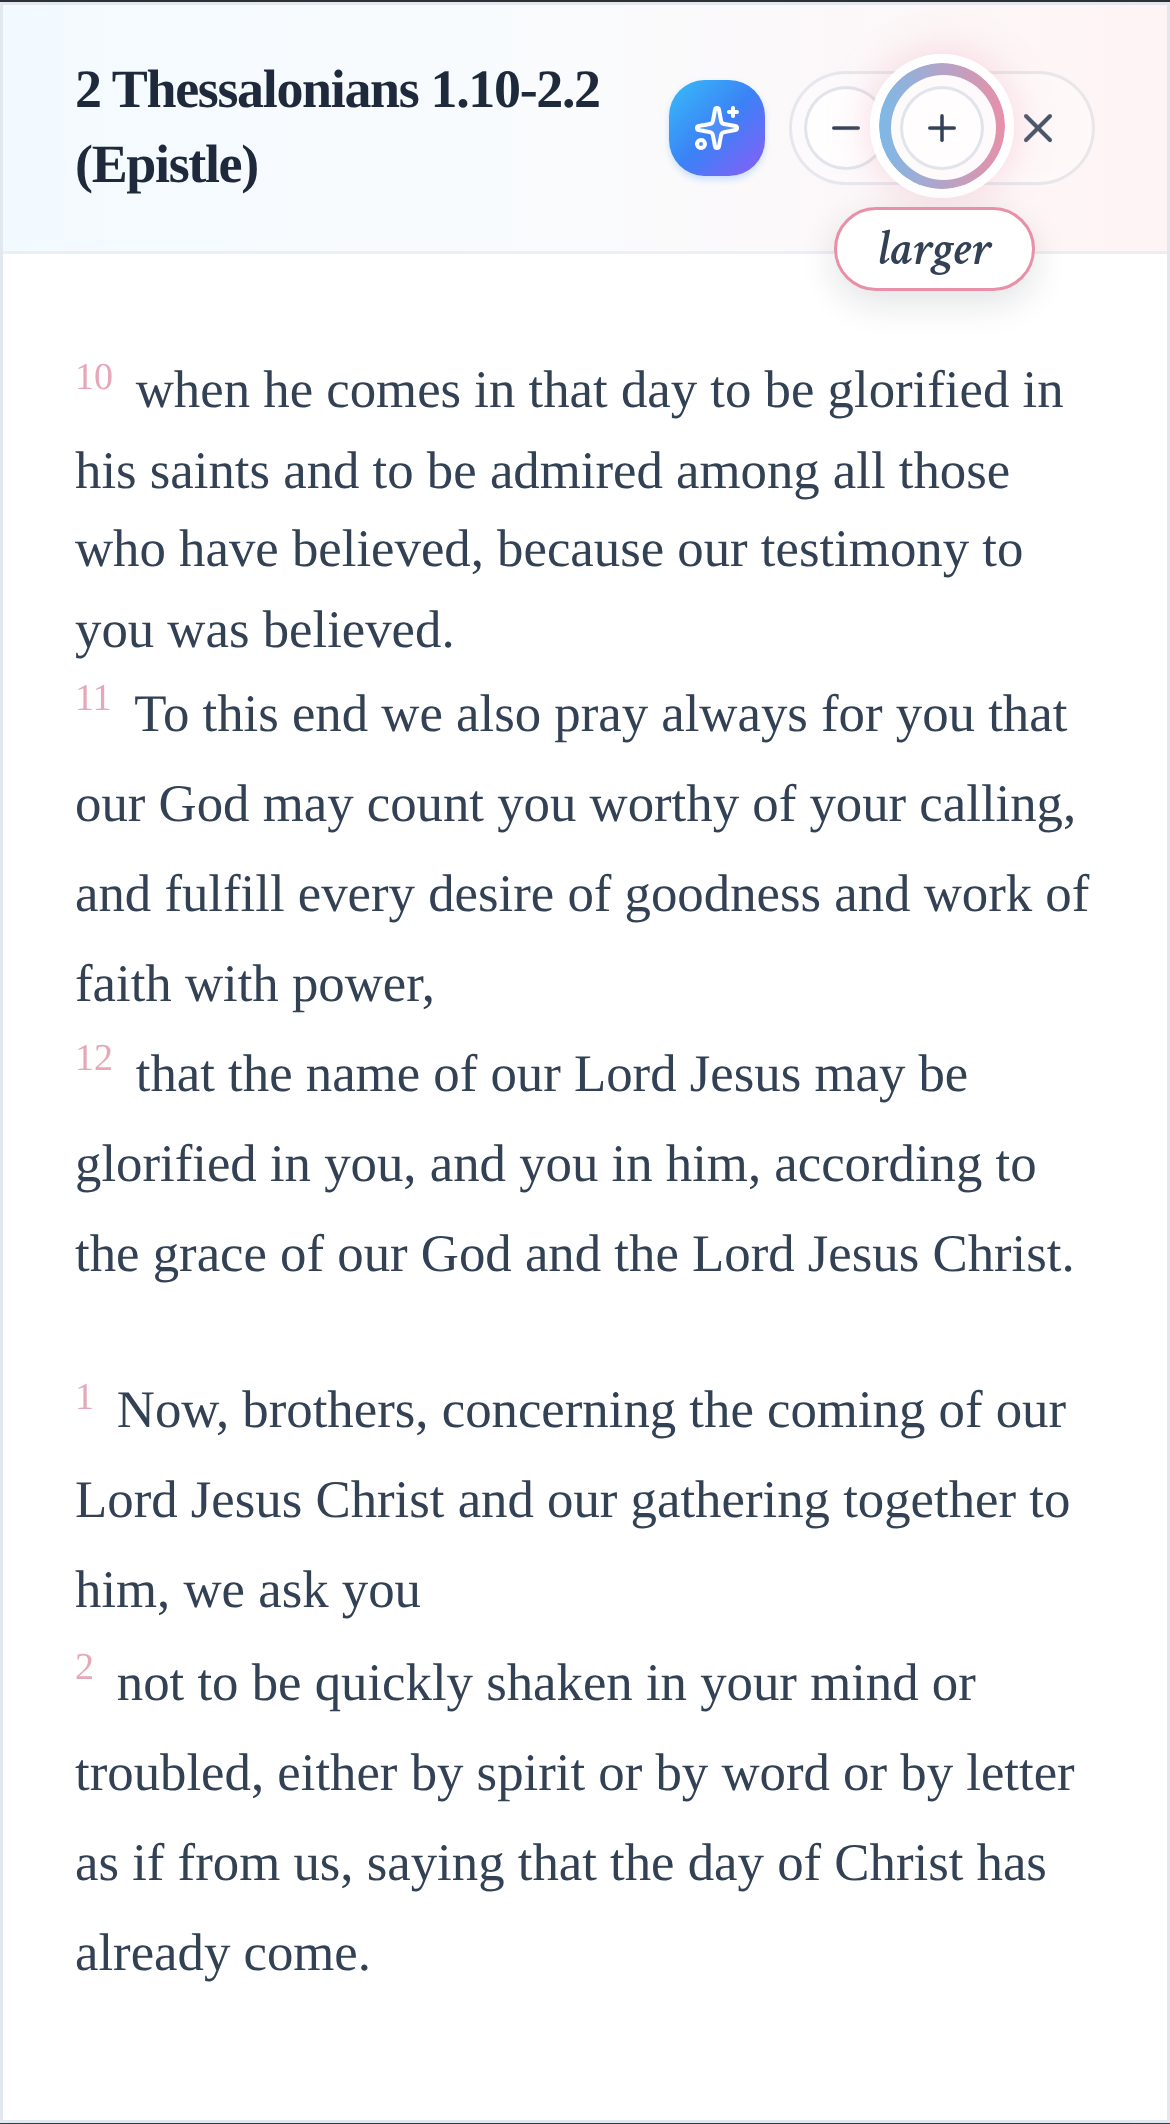 2 Thessalonians 1.10-2.2
(Epistle)
larger
10 when he comes in that day to be glorified in
his saints and to be admired among all those
who have believed, because our testimony to
you was believed.
11 To this end we also pray always for you that
our God may count you worthy of your calling,
and fulfill every desire of goodness and work of
faith with power,
12 that the name of our Lord Jesus may be
glorified in you, and you in him, according to
the grace of our God and the Lord Jesus Christ.
1 Now, brothers, concerning the coming of our
Lord Jesus Christ and our gathering together to
him, we ask you
2 not to be quickly shaken in your mind or
troubled, either by spirit or by word or by letter
as if from us, saying that the day of Christ has
already come.